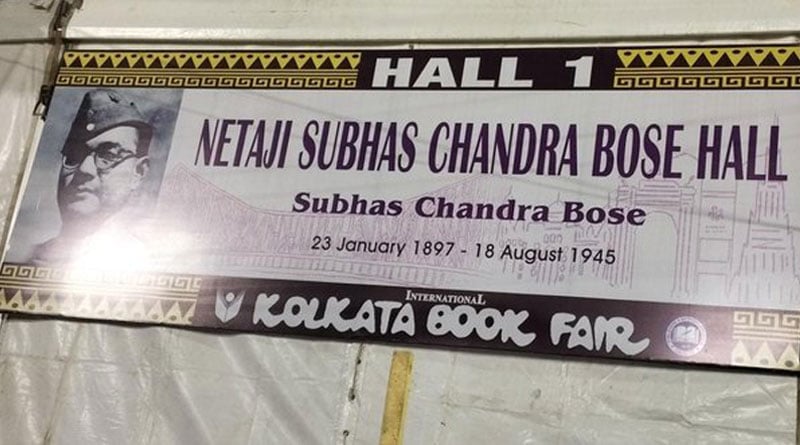 HALL 1
NETAJI SUBHAS CHANDRA BOSE HALL
Subhas Chandra Bose
23 January 1897 - 18 August 1945
INTERNATIONAL
KOLKATA BOOK FAIR